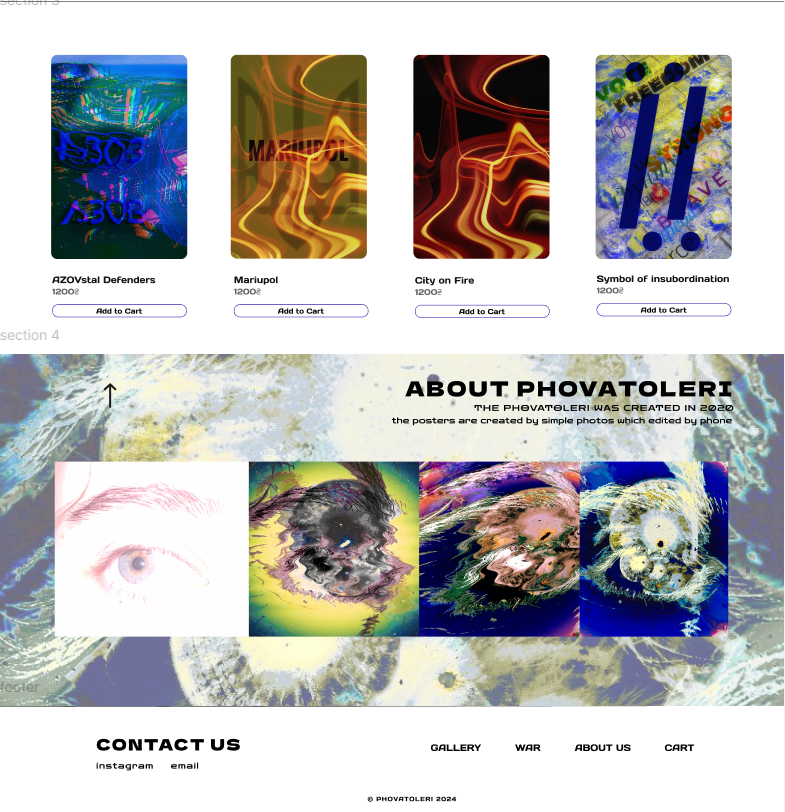 section 3
MARIUPOL
VOTE
FREEDOM
STRONG
BRAVE
AZOVstal Defenders
1200₴
Add to Cart
Mariupol
1200₴
Add to Cart
City on Fire
1200₴
Add to Cart
Symbol of insubordination
1200₴
Add to Cart
section 4
ABOUT PHOVATOLERI
THE PHOVATOLERI WAS CREATED IN 2020
the posters are created by simple photos which edited by phone
footer
CONTACT US
instagram email
GALLERY WAR ABOUT US CART
© PHOVATOLERI 2024